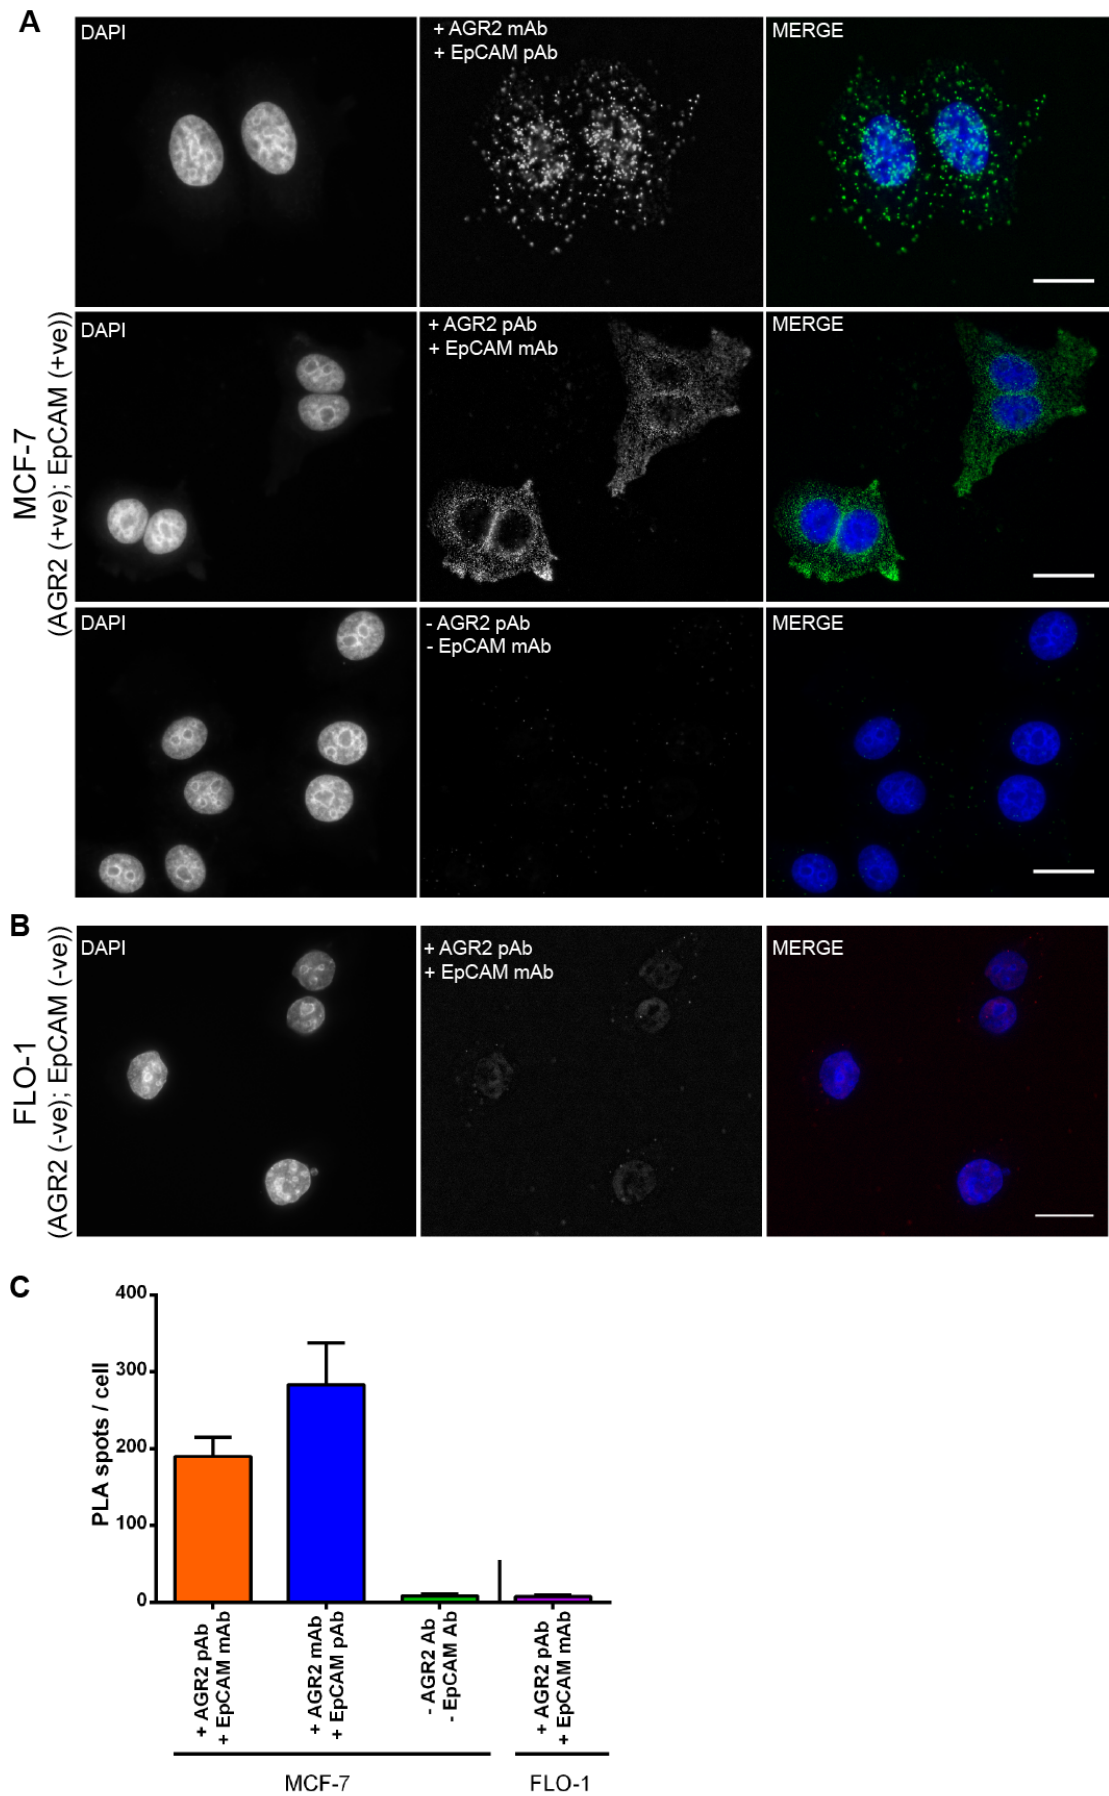 A
DAPI
+ AGR2 mAb
+ EpCAM pAb
MERGE
MCF-7
(AGR2 (+ve); EpCAM (+ve))
DAPI
+ AGR2 pAb
+ EpCAM mAb
MERGE
DAPI
- AGR2 pAb
- EpCAM mAb
MERGE
B
FLO-1
(AGR2 (-ve); EpCAM (-ve))
DAPI
+ AGR2 pAb
+ EpCAM mAb
MERGE
C
PLA spots / cell
400
300
200
100
0
+ AGR2 pAb
+ EpCAM mAb
+ AGR2 mAb
+ EpCAM pAb
- AGR2 Ab
- EpCAM Ab
+ AGR2 pAb
+ EpCAM mAb
MCF-7
FLO-1